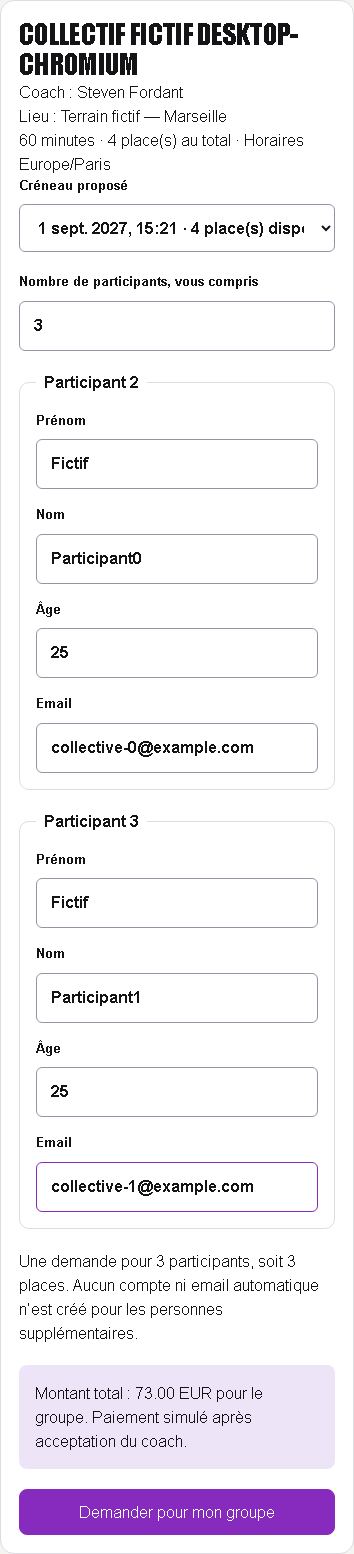 COLLECTIF FICTIF DESKTOP-
CHROMIUM
Coach : Steven Fordant
Lieu : Terrain fictif — Marseille
60 minutes · 4 place(s) au total · Horaires
Europe/Paris
Créneau proposé
1 sept. 2027, 15:21 · 4 place(s) dispo
Nombre de participants, vous compris
3
Participant 2
Prénom
Fictif
Nom
Participant0
Âge
25
Email
collective-0@example.com
Participant 3
Prénom
Fictif
Nom
Participant1
Âge
25
Email
collective-1@example.com
Une demande pour 3 participants, soit 3
places. Aucun compte ni email automatique
n’est créé pour les personnes
supplémentaires.
Montant total : 73.00 EUR pour le
groupe. Paiement simulé après
acceptation du coach.
Demander pour mon groupe